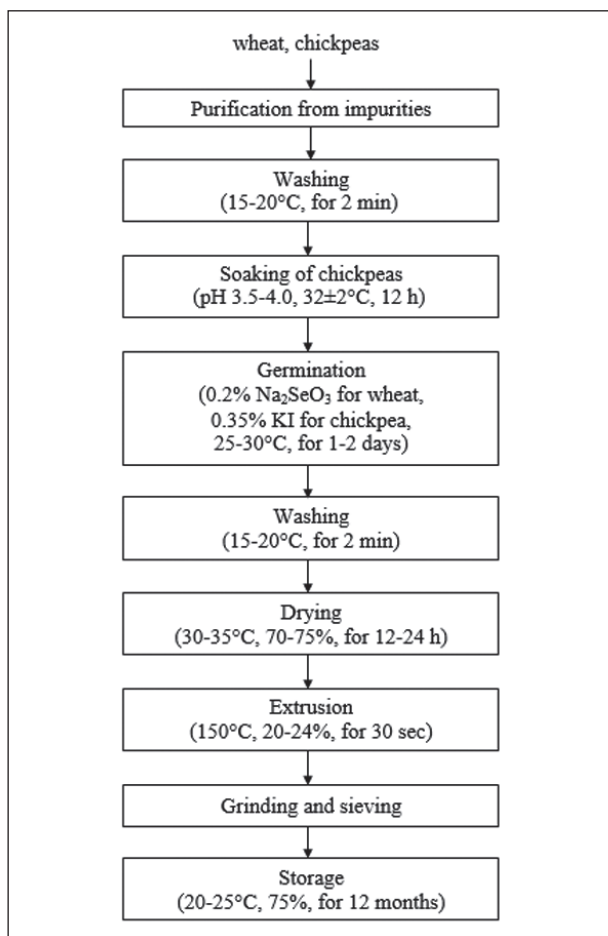 wheat, chickpeas
Purification from impurities
Washing
(15-20°C, for 2 min)
Soaking of chickpeas
(pH 3.5-4.0, 32±2°C, 12 h)
Germination
(0.2% Na₂SeO₃ for wheat,
0.35% KI for chickpea,
25-30°C, for 1-2 days)
Washing
(15-20°C, for 2 min)
Drying
(30-35°C, 70-75%, for 12-24 h)
Extrusion
(150°C, 20-24%, for 30 sec)
Grinding and sieving
Storage
(20-25°C, 75%, for 12 months)